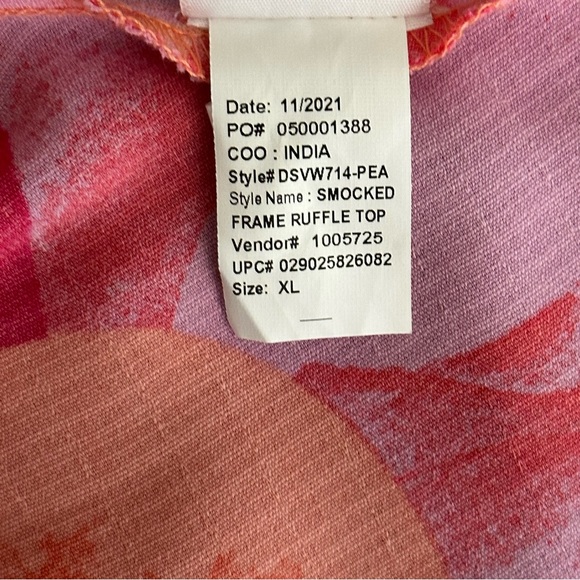 Date: 11/2021
PO# 050001388
COO : INDIA
Style# DSVW714-PEA
Style Name : SMOCKED
FRAME RUFFLE TOP
Vendor# 1005725
UPC# 029025826082
Size: XL